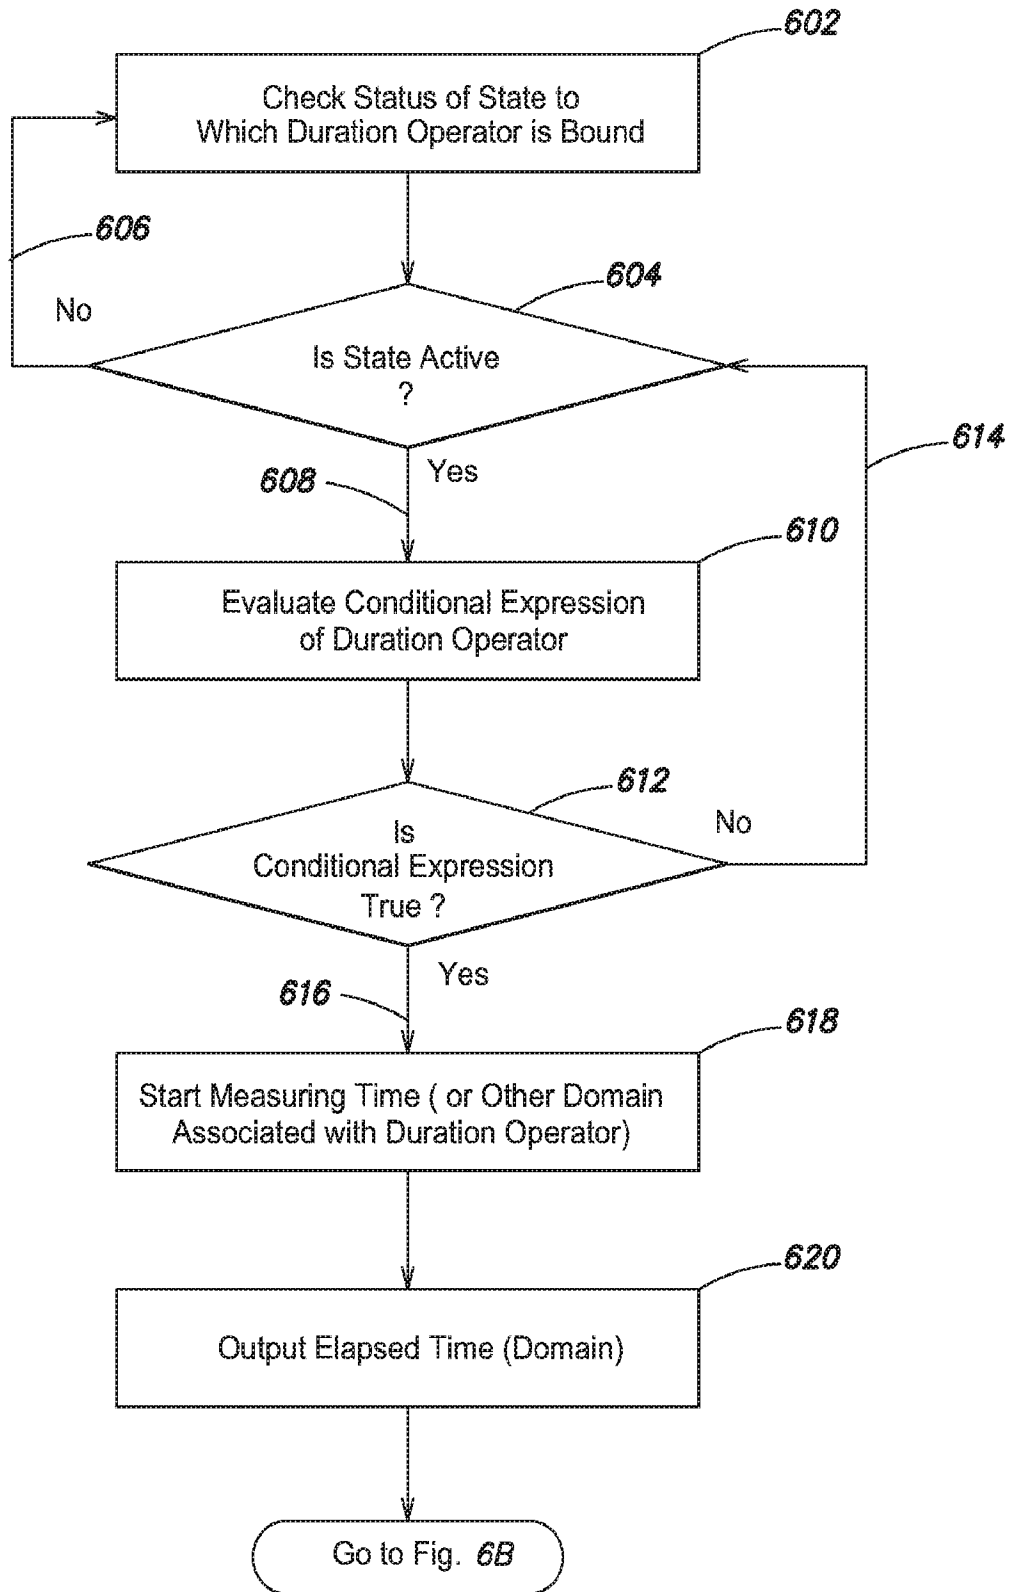 602
Check Status of State to
Which Duration Operator is Bound
606
604
No
Is State Active
?
614
608
Yes
610
Evaluate Conditional Expression
of Duration Operator
612
No
Is
Conditional Expression
True ?
Yes
616
618
Start Measuring Time ( or Other Domain
Associated with Duration Operator)
620
Output Elapsed Time (Domain)
Go to Fig. 6B